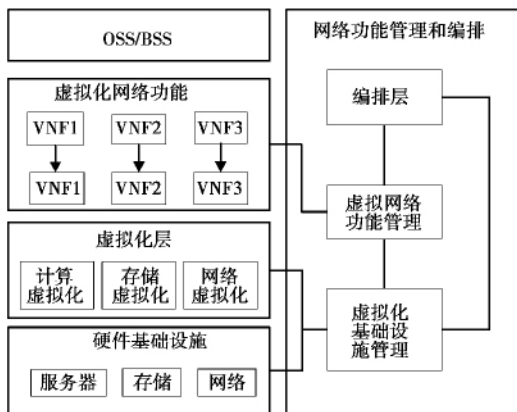 OSS/BSS
虚拟化网络功能
VNF1 VNF2 VNF3
VNF1 VNF2 VNF3
虚拟化层
计算 存储 网络
虚拟化 虚拟化 虚拟化
硬件基础设施
服务器 存储 网络
网络功能管理和编排
编排层
虚拟网络
功能管理
虚拟化
基础设
施管理